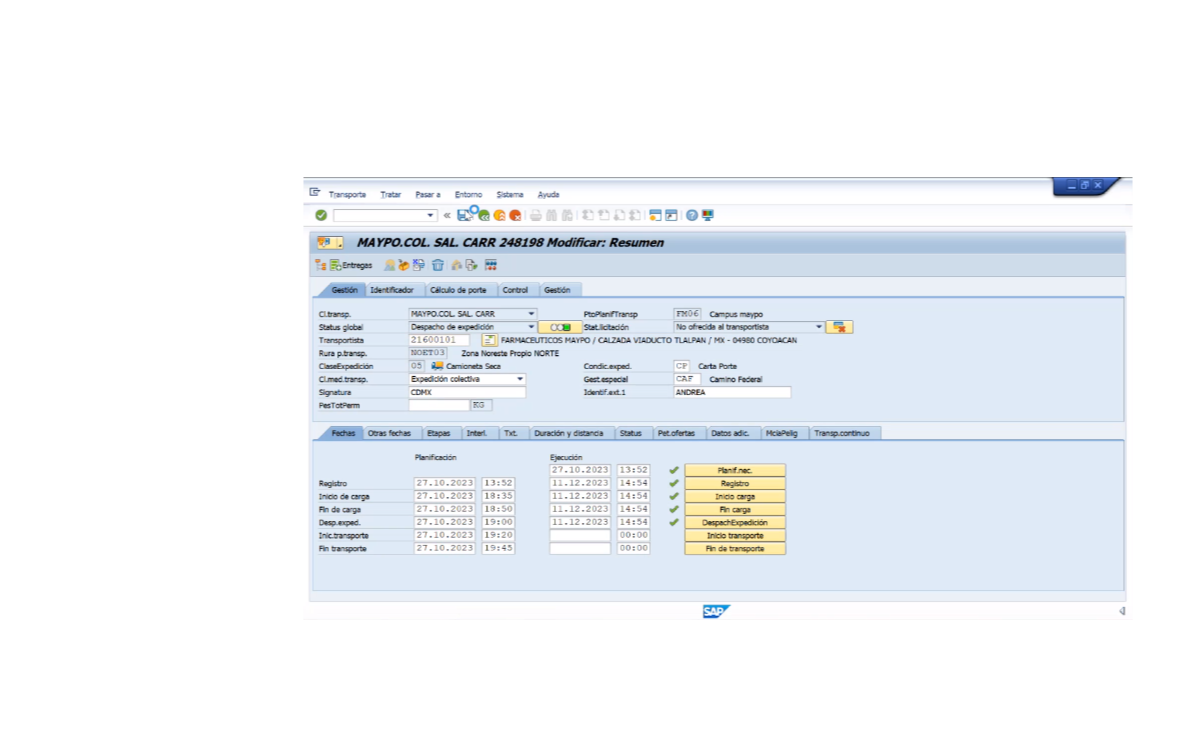 Transporte Tratar Pasar a Entorno Sistema Ayuda
MAYPO.COL. SAL. CARR 248198 Modificar: Resumen
Entregas
Gestión Identificador Cálculo de porte Control Gestión
Cl.transp. MAYPO.COL. SAL. CARR PtoPlanifTransp FM06 Campus maypo
Status global Despacho de expedición Stat.licitación No ofrecida al transportista
Transportista 21600101 FARMACEUTICOS MAYPO / CALZADA VIADUCTO TLALPAN / MX - 04980 COYOACAN
Rura p.transp. NOET03 Zona Noreste Propio NORTE
ClaseExpedición 05 Camioneta Seca Condic.exped. CP Carta Porte
Cl.med.transp. Expedición colectiva Gest.especial CAF Camino Federal
Signatura CDMX Identif.ext.1 ANDREA
PesTotPerm KG
Fechas Otras fechas Etapas Interl. Txt. Duración y distancia Status Pet.ofertas Datos adic. MciaPelig Transp.continuo
Planificación Ejecución
27.10.2023 13:52 Planif.nec.
Registro 27.10.2023 13:52 11.12.2023 14:54 Registro
Inicio de carga 27.10.2023 18:35 11.12.2023 14:54 Inicio carga
Fin de carga 27.10.2023 18:50 11.12.2023 14:54 Fin carga
Desp.exped. 27.10.2023 19:00 11.12.2023 14:54 DespachExpedición
Inic.transporte 27.10.2023 19:20 00:00 Inicio transporte
Fin transporte 27.10.2023 19:45 00:00 Fin de transporte
SAP